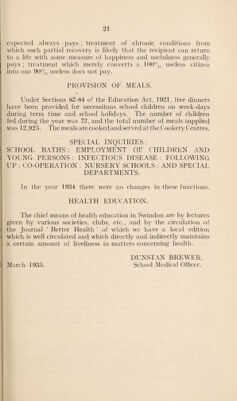 21
expected always pays; treatment of chronic conditions from
which such partial recovery is likely that the recipient can return
to a life with some measure of happiness and usefulness generally
pays; treatment which merely converts a 100% useless citizen
into one 90% useless does not pay.
PROVISION OF MEALS.
Under Sections 82-84 of the Education Act, 1921, free dinners
have been provided for necessitous school children on week-days
during term time and school holidays. The number of children
fed during the year was 72, and the total number of meals supplied
was 12,925. The meals are cooked and served at the Cookery Centres.
SPECIAL INQUIRIES:
SCHOOL BATHS: EMPLOYMENT OF CHILDREN AND
YOUNG PERSONS: INFECTIOUS DISEASE: FOLLOWING
UP: CO-OPERATION: NURSERY SCHOOLS: AND SPECIAL
DEPARTMENTS.
In the year 1934 there were no changes in these functions.
HEALTH EDUCATION.
The chief means of health education in Swindon are by lectures
given by various societies, clubs, etc., and by the circulation of
the Journal ' Better Health ' of which we have a local edition
which is well circulated and which directly and indirectly maintains
a certain amount of liveliness in matters concerning health.
DUNSTAN BREWER,
March 1935. School Medical Officer.